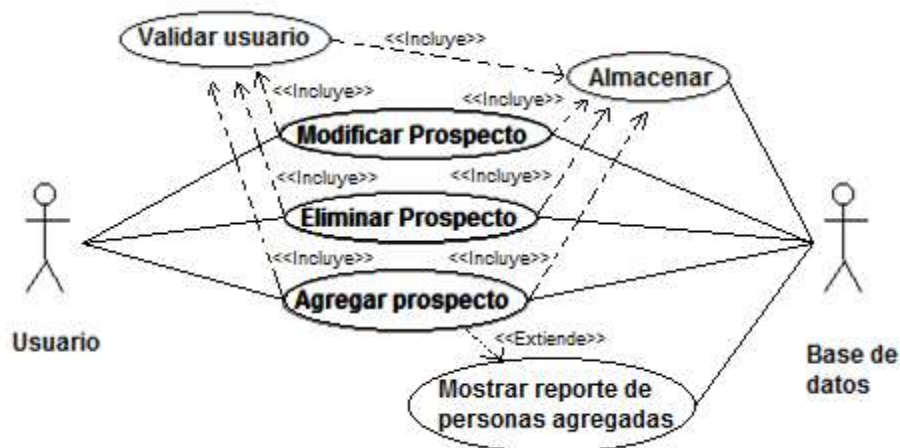 Validar usuario
<<Incluye>>
Almacenar
<<Incluye>>
<<Incluye>>
Modificar Prospecto
<<Incluye>>
<<Incluye>>
Eliminar Prospecto
<<Incluye>>
<<Incluye>>
Agregar prospecto
<<Extiende>>
Usuario
Base de
datos
Mostrar reporte de
personas agregadas